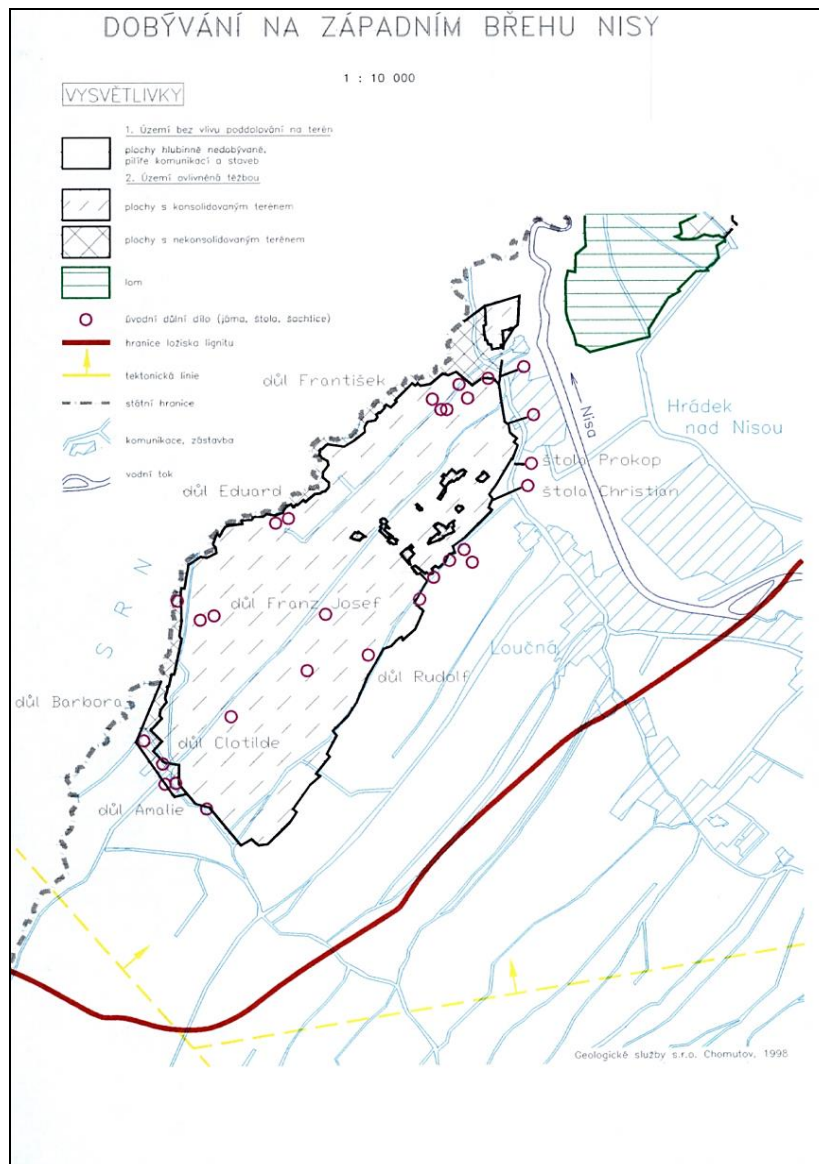 DOBÝVÁNÍ NA ZÁPADNÍM BŘEHU NISY
1 : 10 000
VYSVĚTLIVKY
1. Území bez vlivu poddolování na terén
plochy hlubinně nedobývané,
pilíře komunikací a staveb
2. Území ovlivněná těžbou
plochy s konsolidovaným terénem
plochy s nekonsolidovaným terénem
lom
úvodní důlní dílo (jáma, štola, šachtice)
hranice ložiska lignitu
tektonická linie
státní hranice
komunikace, zástavba
vodní tok
důl František
Nisa
Hrádek
nad Nisou
štola Prokop
štola Christian
důl Eduard
S R N
důl Franz Josef
Loučná
důl Rudolf
důl Barbora
důl Clotilde
důl Amalie
Geologické služby s.r.o. Chomutov, 1998